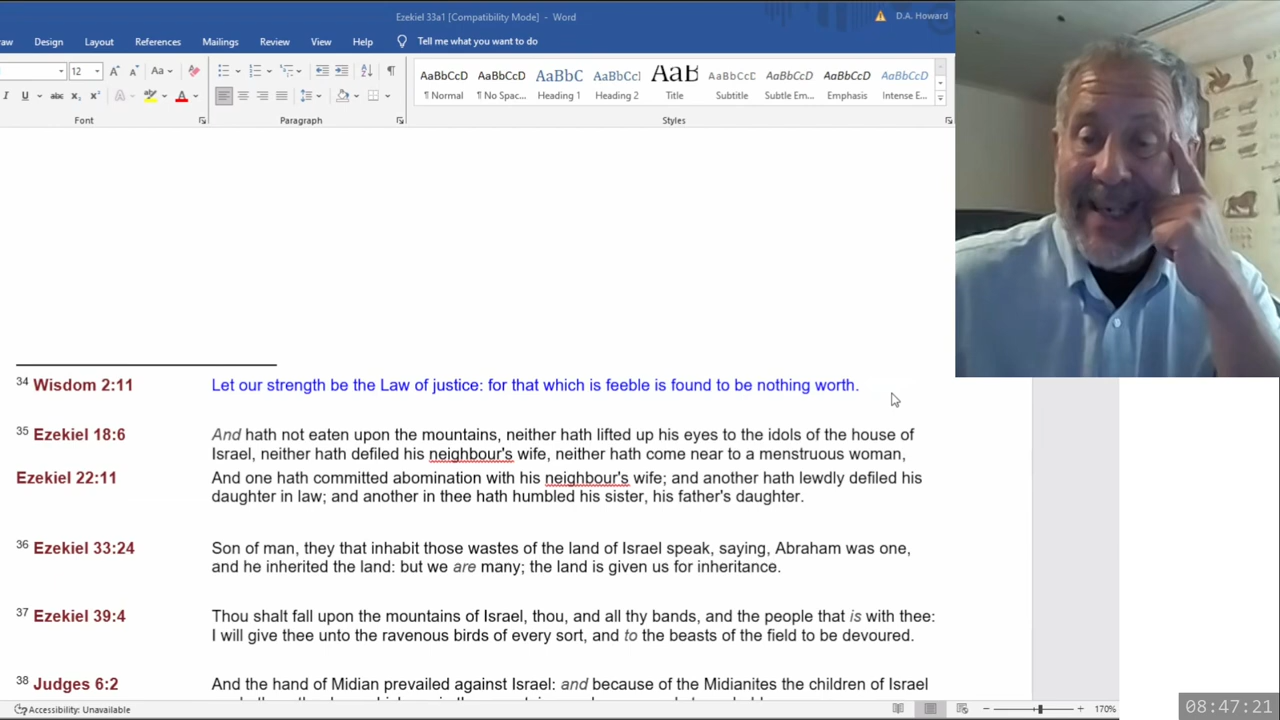 Ezekiel 33a1 [Compatibility Mode] - Word
D.A. Howard
aw Design Layout References Mailings Review View Help Tell me what you want to do
12
Aa
AaBbCcD AaBbCcD AaBbC AaBbCcI AaB AaBbCcD AaBbCcD AaBbCcD AaBbCcD
¶ Normal ¶ No Spac... Heading 1 Heading 2 Title Subtitle Subtle Em... Emphasis Intense E...
I U abc x₂ x² A ab A
Font Paragraph Styles
34 Wisdom 2:11 Let our strength be the Law of justice: for that which is feeble is found to be nothing worth.
35 Ezekiel 18:6 And hath not eaten upon the mountains, neither hath lifted up his eyes to the idols of the house of
Israel, neither hath defiled his neighbour's wife, neither hath come near to a menstruous woman,
Ezekiel 22:11 And one hath committed abomination with his neighbour's wife; and another hath lewdly defiled his
daughter in law; and another in thee hath humbled his sister, his father's daughter.
36 Ezekiel 33:24 Son of man, they that inhabit those wastes of the land of Israel speak, saying, Abraham was one,
and he inherited the land: but we are many; the land is given us for inheritance.
37 Ezekiel 39:4 Thou shalt fall upon the mountains of Israel, thou, and all thy bands, and the people that is with thee:
I will give thee unto the ravenous birds of every sort, and to the beasts of the field to be devoured.
38 Judges 6:2 And the hand of Midian prevailed against Israel: and because of the Midianites the children of Israel
Accessibility: Unavailable
170%
08:47:21